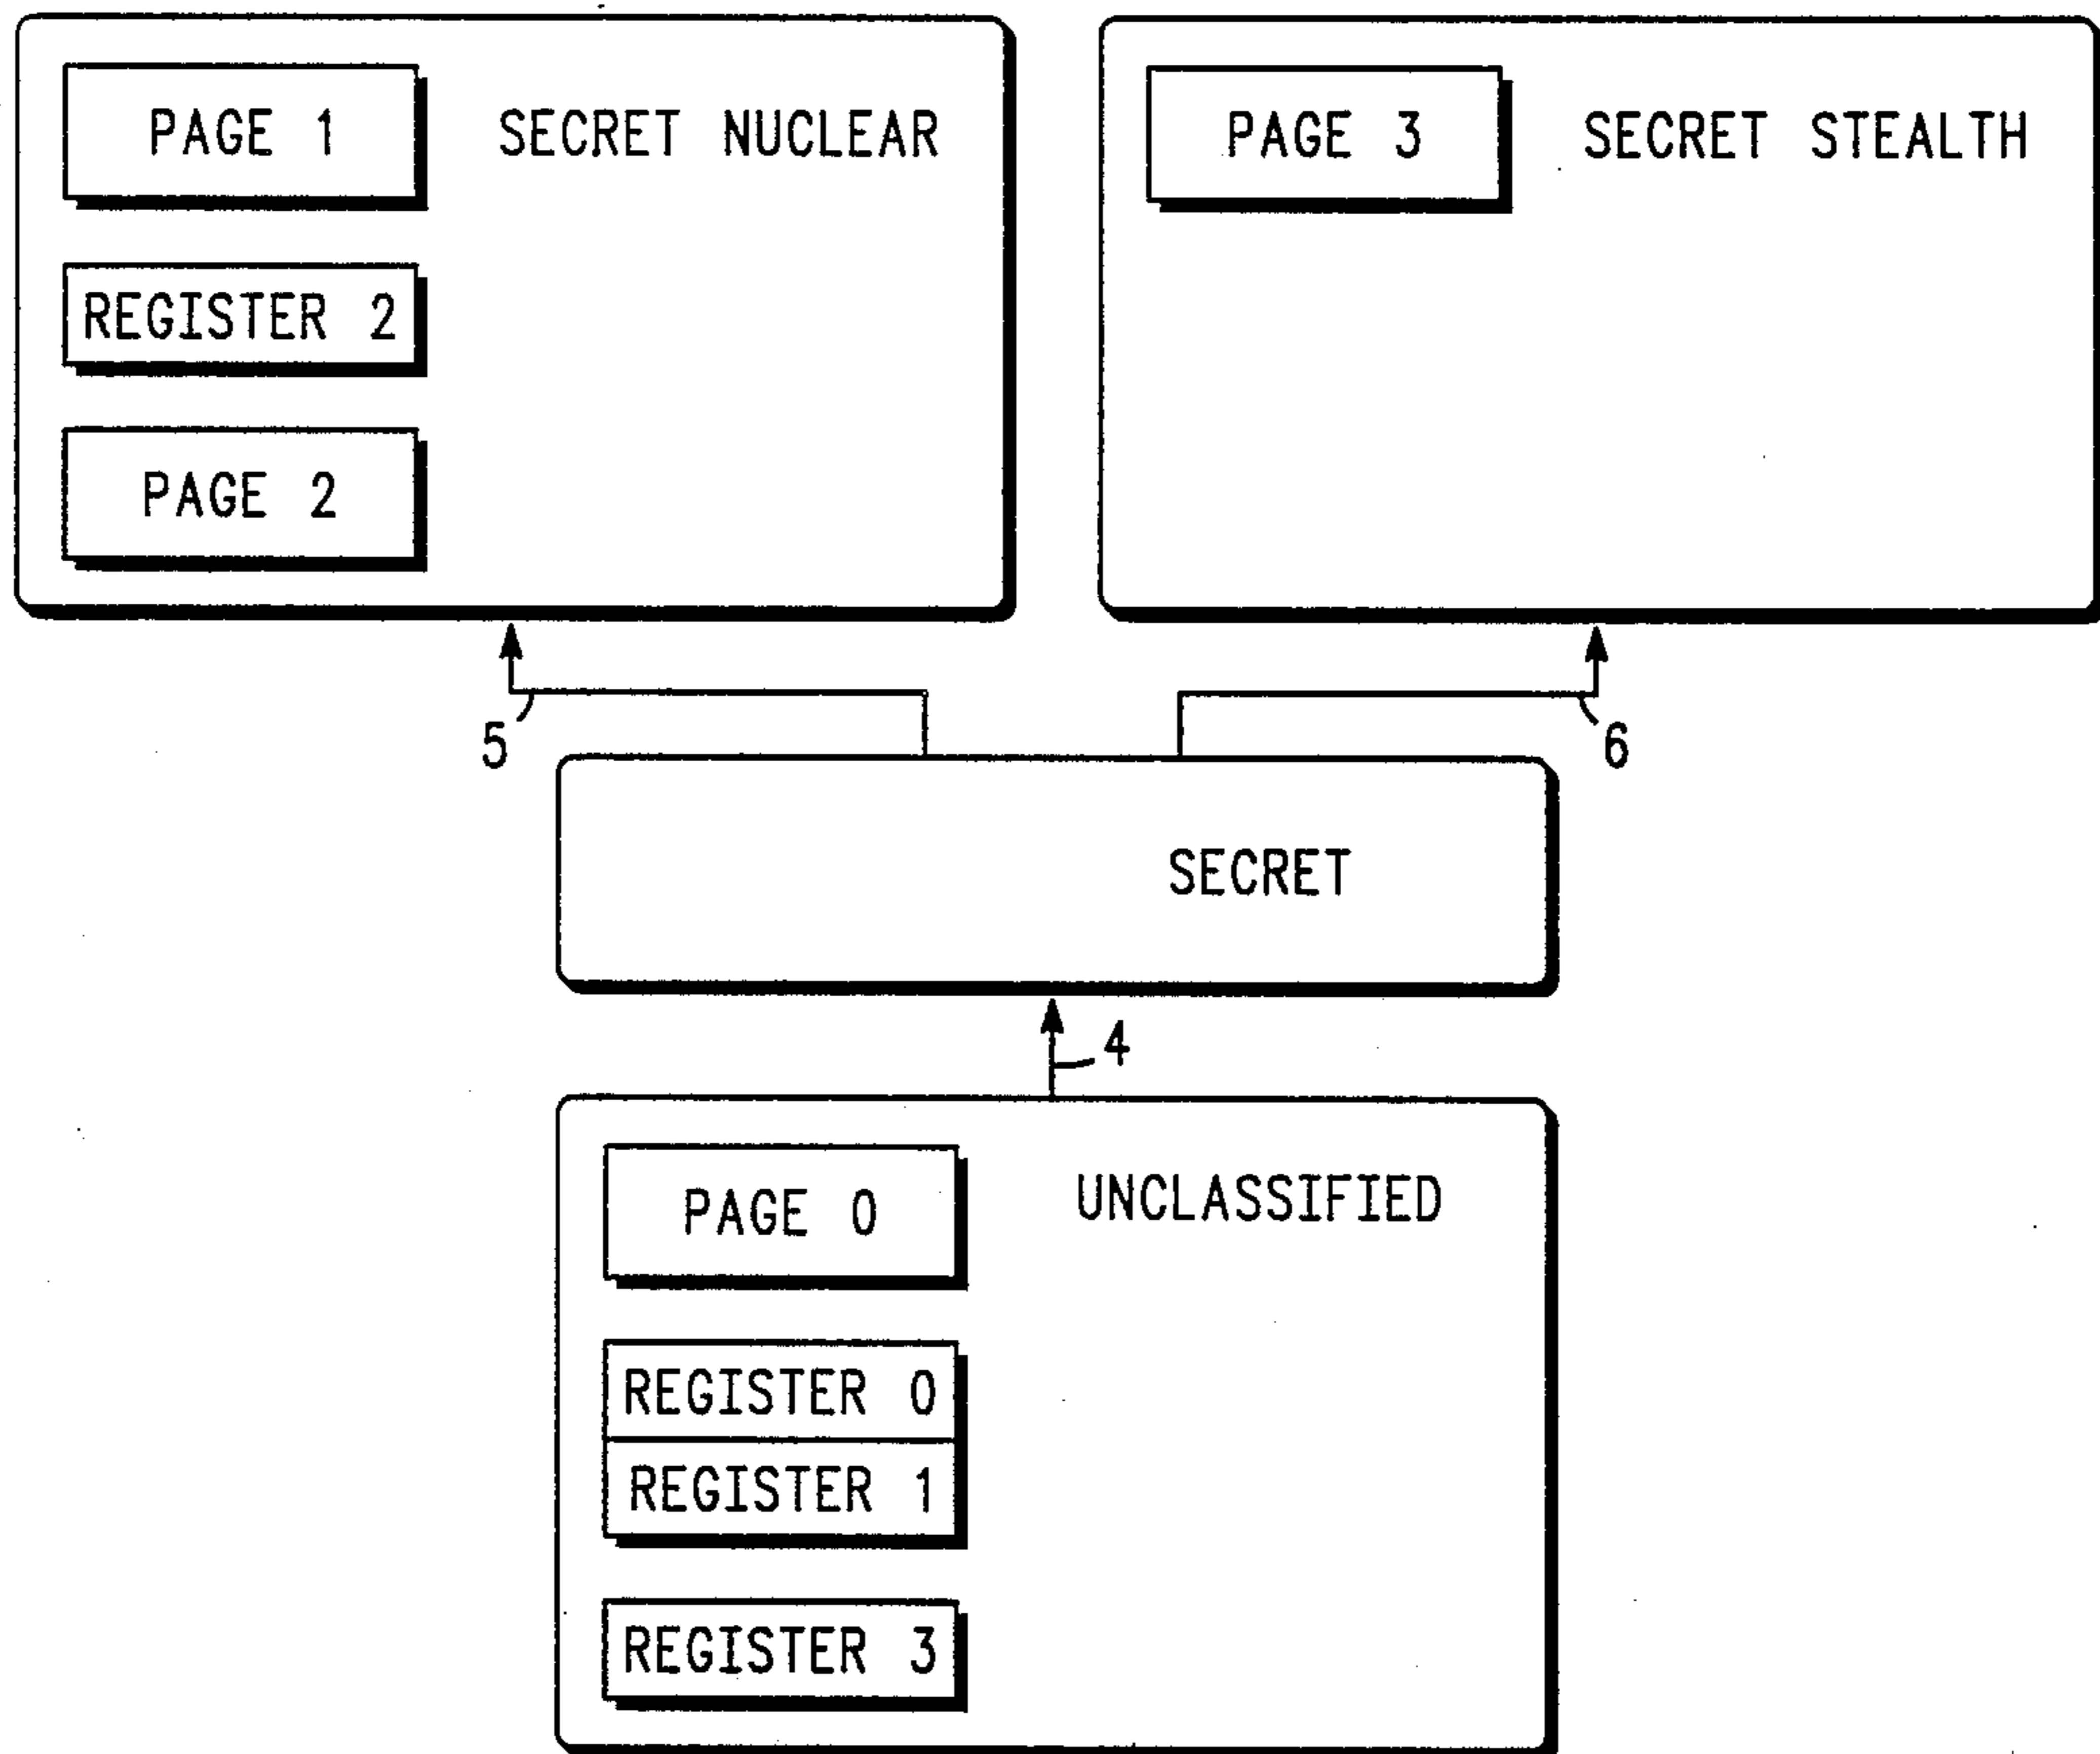 PAGE 1
SECRET NUCLEAR
REGISTER 2
PAGE 2
PAGE 3
SECRET STEALTH
5
6
SECRET
4
PAGE 0
UNCLASSIFIED
REGISTER 0
REGISTER 1
REGISTER 3